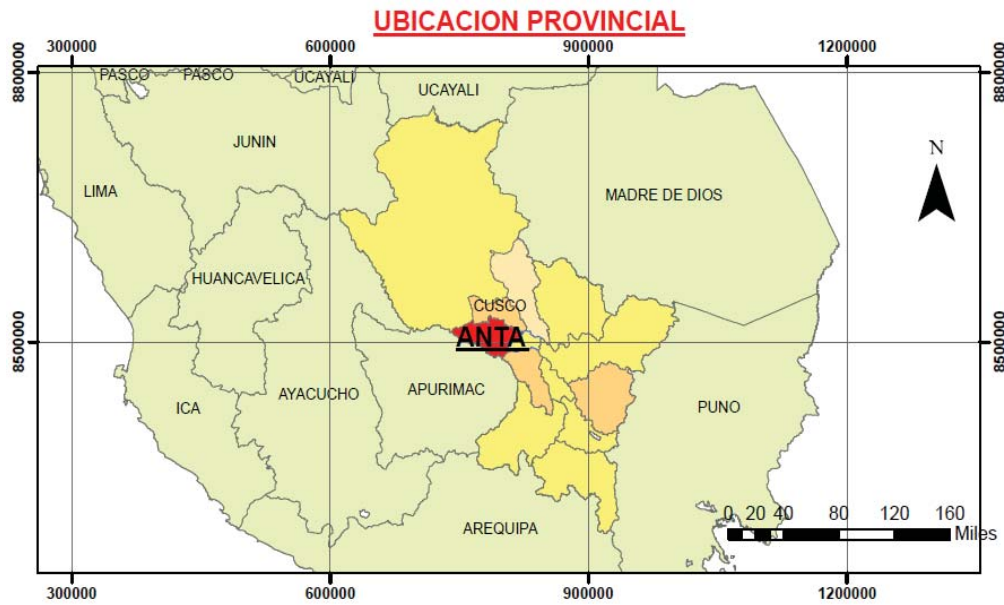 UBICACION PROVINCIAL
300000 600000 900000 1200000
8800000 8800000
PASCO PASCO UCAYALI UCAYALI
JUNIN
LIMA
MADRE DE DIOS
N
HUANCAVELICA
CUSCO
ANTA
8500000 8500000
ICA
AYACUCHO
APURIMAC
PUNO
AREQUIPA
0 20 40 80 120 160
Miles
300000 600000 900000 1200000